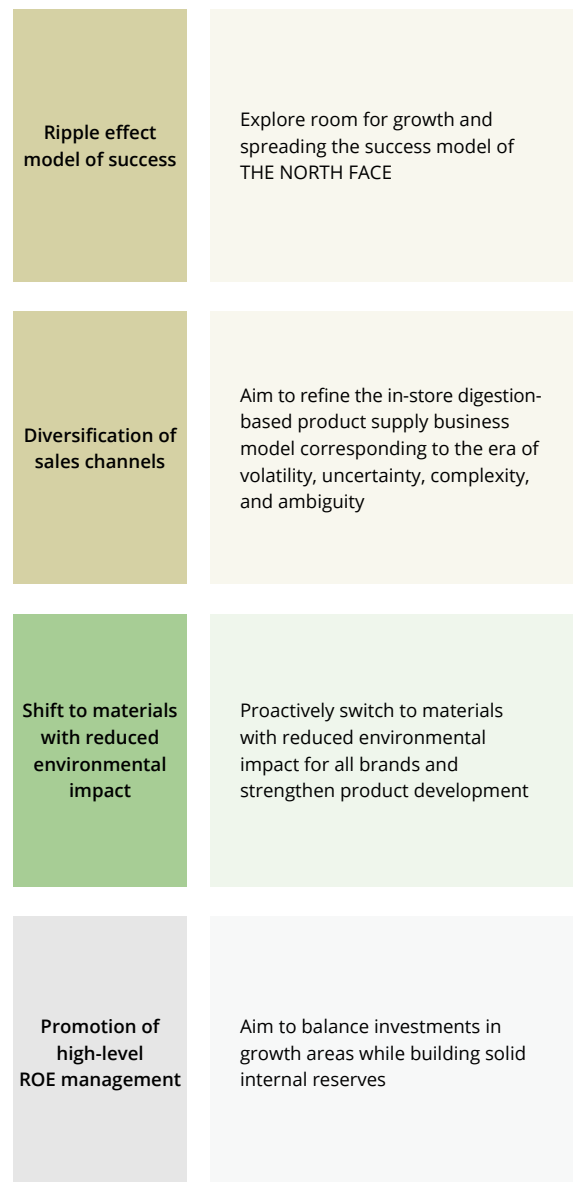 Ripple effect
model of success
Explore room for growth and
spreading the success model of
THE NORTH FACE
Diversification of
sales channels
Aim to refine the in-store digestion-
based product supply business
model corresponding to the era of
volatility, uncertainty, complexity,
and ambiguity
Shift to materials
with reduced
environmental
impact
Proactively switch to materials
with reduced environmental
impact for all brands and
strengthen product development
Promotion of
high-level
ROE management
Aim to balance investments in
growth areas while building solid
internal reserves